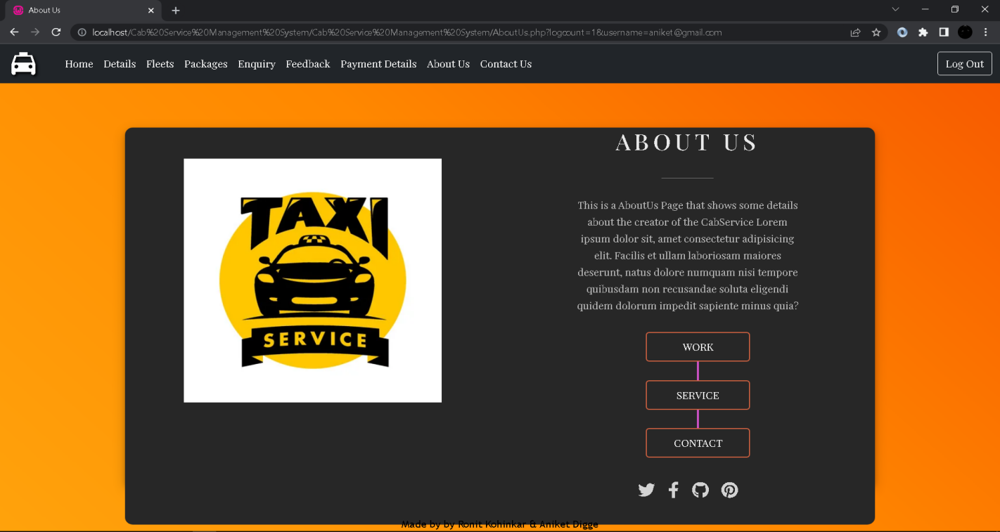 About Us
localhost/Cab%20Service%20Management%20System/Cab%20Service%20Management%20System/AboutUs.php?logcount=1&username=aniket@gmail.com
Home Details Fleets Packages Enquiry Feedback Payment Details About Us Contact Us Log Out
ABOUT US
TAXI
SERVICE
This is a AboutUs Page that shows some details
about the creator of the CabService Lorem
ipsum dolor sit, amet consectetur adipisicing
elit. Facilis et ullam laboriosam maiores
deserunt, natus dolore numquam nisi tempore
quibusdam non recusandae soluta eligendi
quidem dolorum impedit sapiente minus quia?
WORK
SERVICE
CONTACT
Made by by Ronit Kohinkar & Aniket Digge